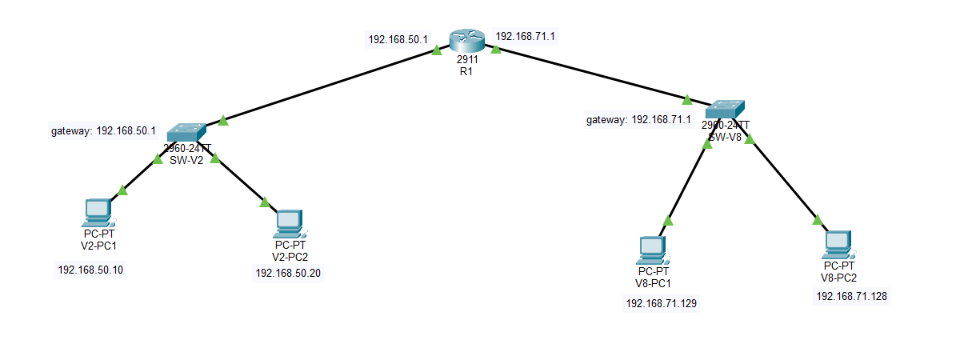 192.168.50.1
192.168.71.1
2911
R1
gateway: 192.168.50.1
2960-24TT
SW-V2
gateway: 192.168.71.1
2960-24TT
SW-V8
PC-PT
V2-PC1
192.168.50.10
PC-PT
V2-PC2
192.168.50.20
PC-PT
V8-PC1
192.168.71.129
PC-PT
V8-PC2
192.168.71.128